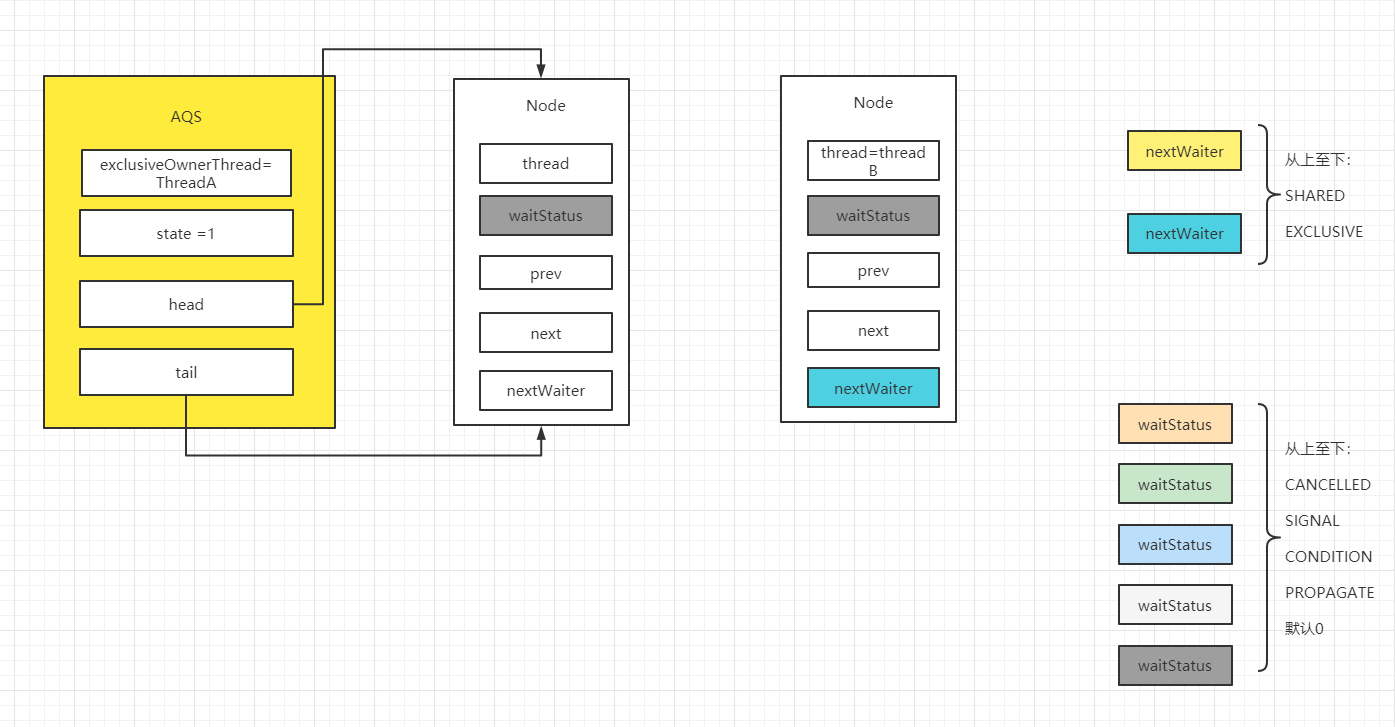 AQS
exclusiveOwnerThread=
ThreadA
state =1
head
tail
Node
thread
waitStatus
prev
next
nextWaiter
Node
thread=thread
B
waitStatus
prev
next
nextWaiter
nextWaiter
nextWaiter
从上至下：
SHARED
EXCLUSIVE
waitStatus
waitStatus
waitStatus
waitStatus
waitStatus
从上至下：
CANCELLED
SIGNAL
CONDITION
PROPAGATE
默认0